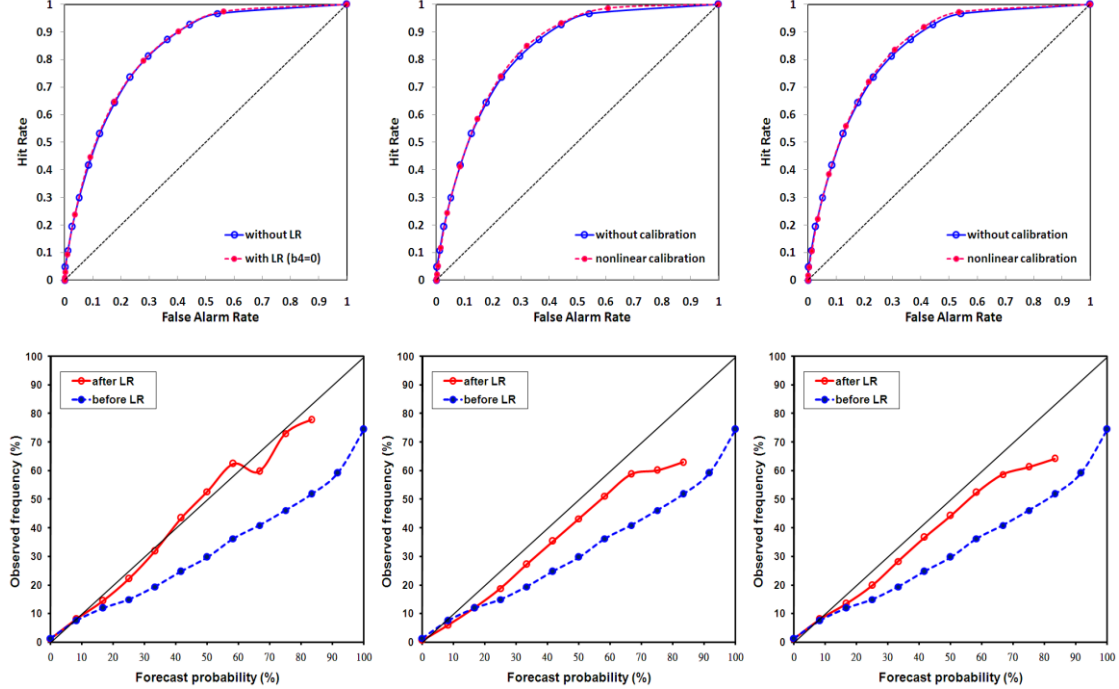 1
0.9
0.8
0.7
0.6
0.5
0.4
0.3
0.2
0.1
0
Hit Rate
without LR
with LR (b4=0)
0 0.1 0.2 0.3 0.4 0.5 0.6 0.7 0.8 0.9 1
False Alarm Rate
1
0.9
0.8
0.7
0.6
0.5
0.4
0.3
0.2
0.1
0
Hit Rate
without calibration
nonlinear calibration
0 0.1 0.2 0.3 0.4 0.5 0.6 0.7 0.8 0.9 1
False Alarm Rate
1
0.9
0.8
0.7
0.6
0.5
0.4
0.3
0.2
0.1
0
Hit Rate
without calibration
nonlinear calibration
0 0.1 0.2 0.3 0.4 0.5 0.6 0.7 0.8 0.9 1
False Alarm Rate
100
90
80
70
60
50
40
30
20
10
0
Observed frequency (%)
after LR
before LR
0 10 20 30 40 50 60 70 80 90 100
Forecast probability (%)
100
90
80
70
60
50
40
30
20
10
0
Observed frequency (%)
after LR
before LR
0 10 20 30 40 50 60 70 80 90 100
Forecast probability (%)
100
90
80
70
60
50
40
30
20
10
0
Observed frequency (%)
after LR
before LR
0 10 20 30 40 50 60 70 80 90 100
Forecast probability (%)